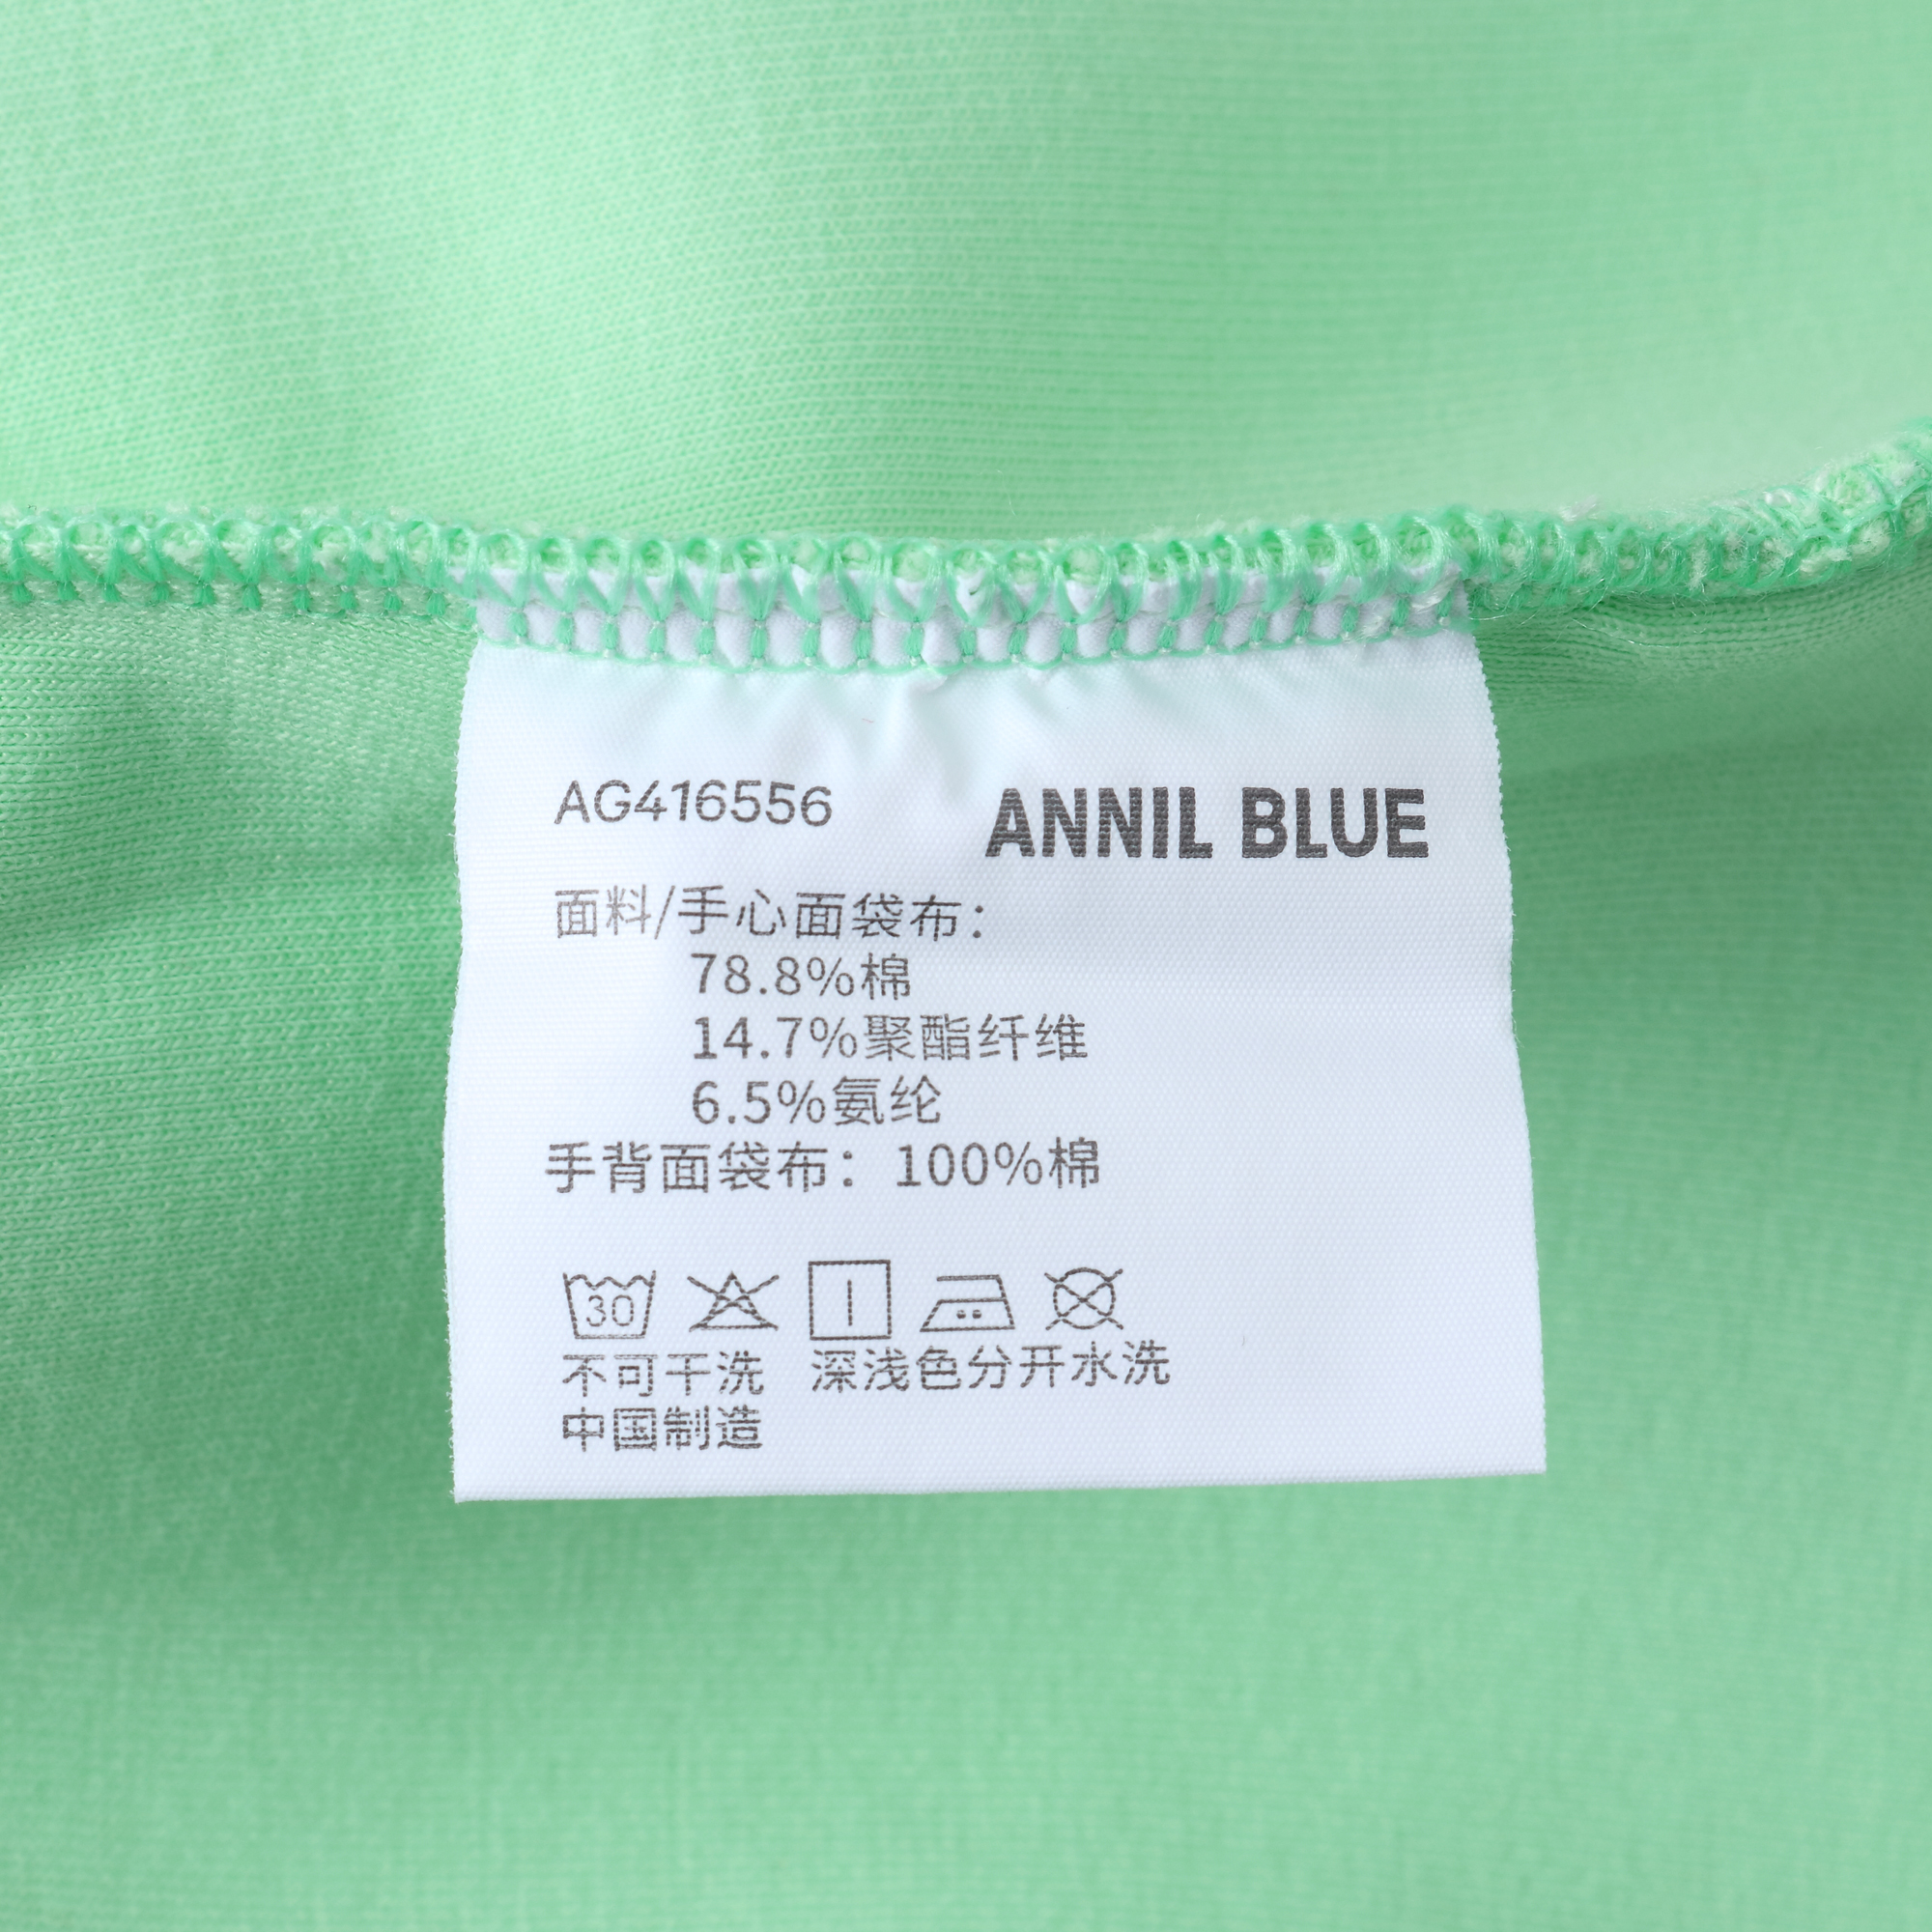 AG416556 ANNIL BLUE
面料/手心面袋布：
78.8%棉
14.7%聚酯纤维
6.5%氨纶
手背面袋布：100%棉
30
不可干洗 深浅色分开水洗
中国制造